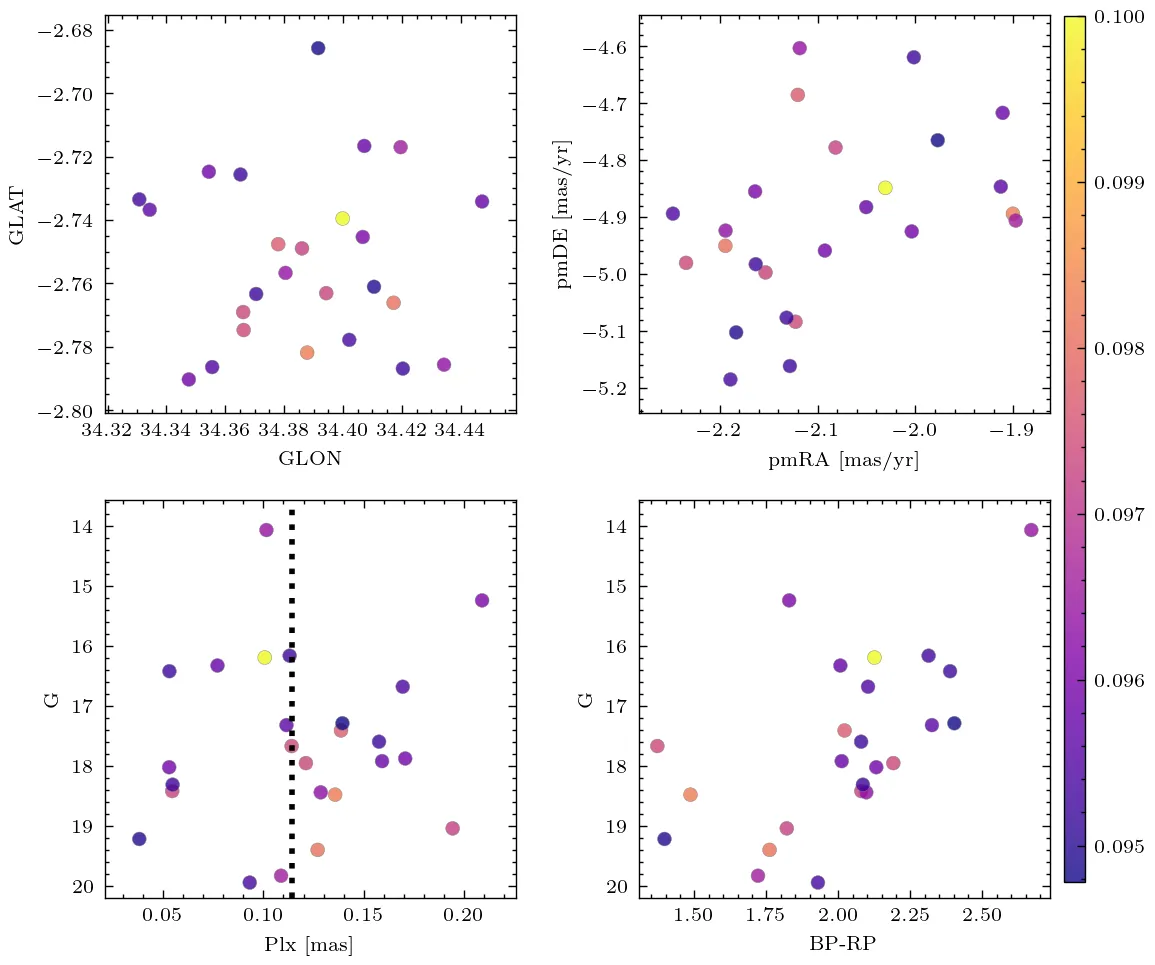 −2.68
−2.70
−2.72
−2.74
−2.76
−2.78
−2.80
GLAT
34.32 34.34 34.36 34.38 34.40 34.42 34.44
GLON
−4.6
−4.7
−4.8
−4.9
−5.0
−5.1
−5.2
pmDE [mas/yr]
−2.2 −2.1 −2.0 −1.9
pmRA [mas/yr]
0.100
0.099
0.098
0.097
0.096
0.095
14
15
16
17
18
19
20
G
0.05 0.10 0.15 0.20
Plx [mas]
14
15
16
17
18
19
20
G
1.50 1.75 2.00 2.25 2.50
BP-RP